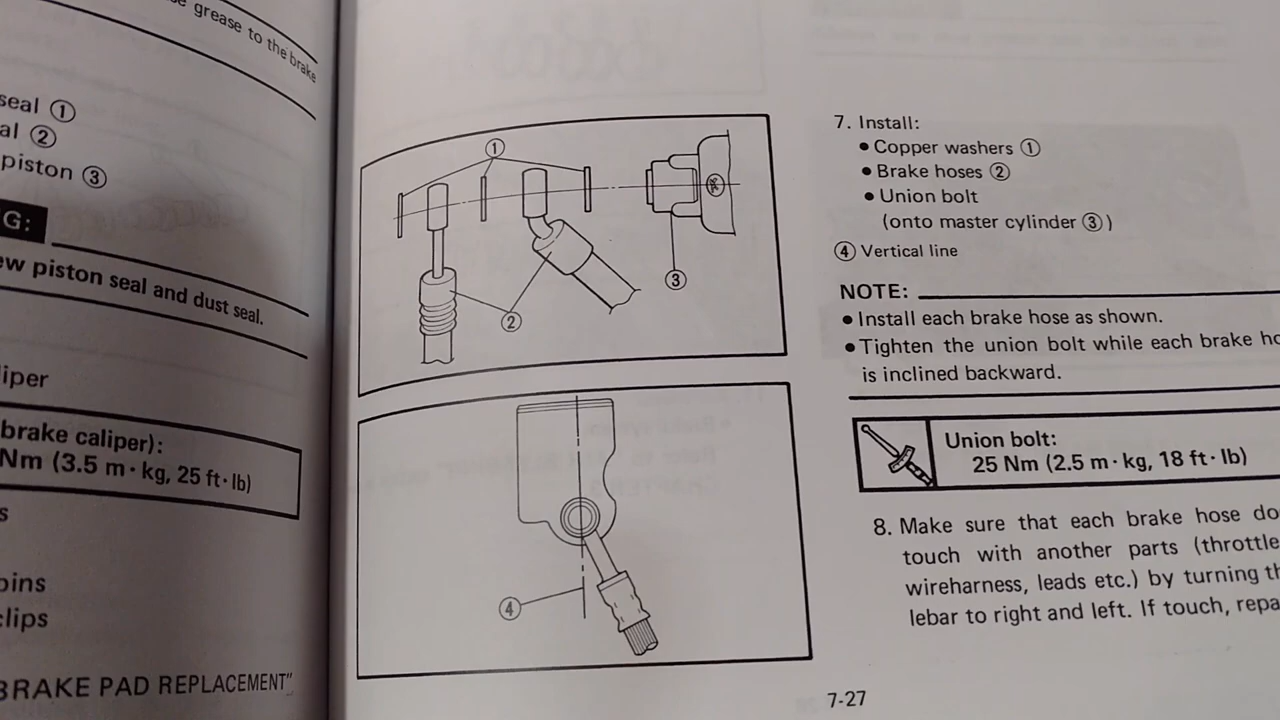 grease to the brake
seal ①
al ②
piston ③
G:
ew piston seal and dust seal.
iper
brake caliper):
Nm (3.5 m·kg, 25 ft·lb)
s
pins
clips
BRAKE PAD REPLACEMENT"
①
②
③
④
7. Install:
● Copper washers ①
● Brake hoses ②
● Union bolt
(onto master cylinder ③)
④ Vertical line
NOTE:
● Install each brake hose as shown.
● Tighten the union bolt while each brake ho
is inclined backward.
Union bolt:
25 Nm (2.5 m·kg, 18 ft·lb)
8. Make sure that each brake hose do
touch with another parts (throttle
wireharness, leads etc.) by turning th
lebar to right and left. If touch, repa
7-27